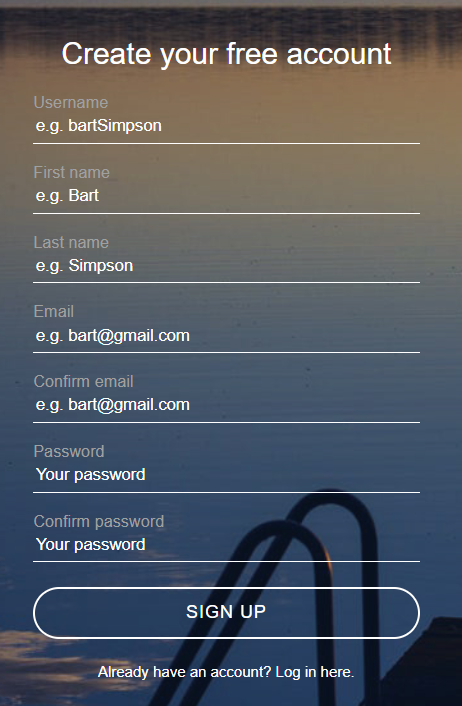 Create your free account
Username
e.g. bartSimpson
First name
e.g. Bart
Last name
e.g. Simpson
Email
e.g. bart@gmail.com
Confirm email
e.g. bart@gmail.com
Password
Your password
Confirm password
Your password
SIGN UP
Already have an account? Log in here.